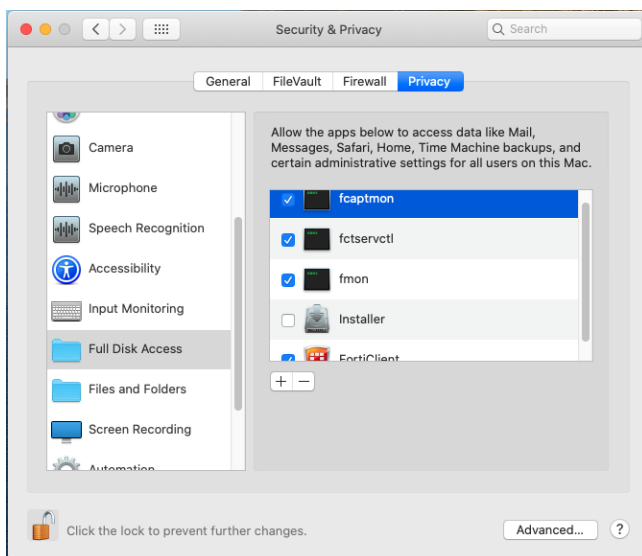 Security & Privacy
Search
General
FileVault
Firewall
Privacy
Camera
Microphone
Speech Recognition
Accessibility
Input Monitoring
Full Disk Access
Files and Folders
Screen Recording
Automation
Allow the apps below to access data like Mail,
Messages, Safari, Home, Time Machine backups, and
certain administrative settings for all users on this Mac.
fcaptmon
fctservctl
fmon
Installer
FortiClient
Click the lock to prevent further changes.
Advanced...
?